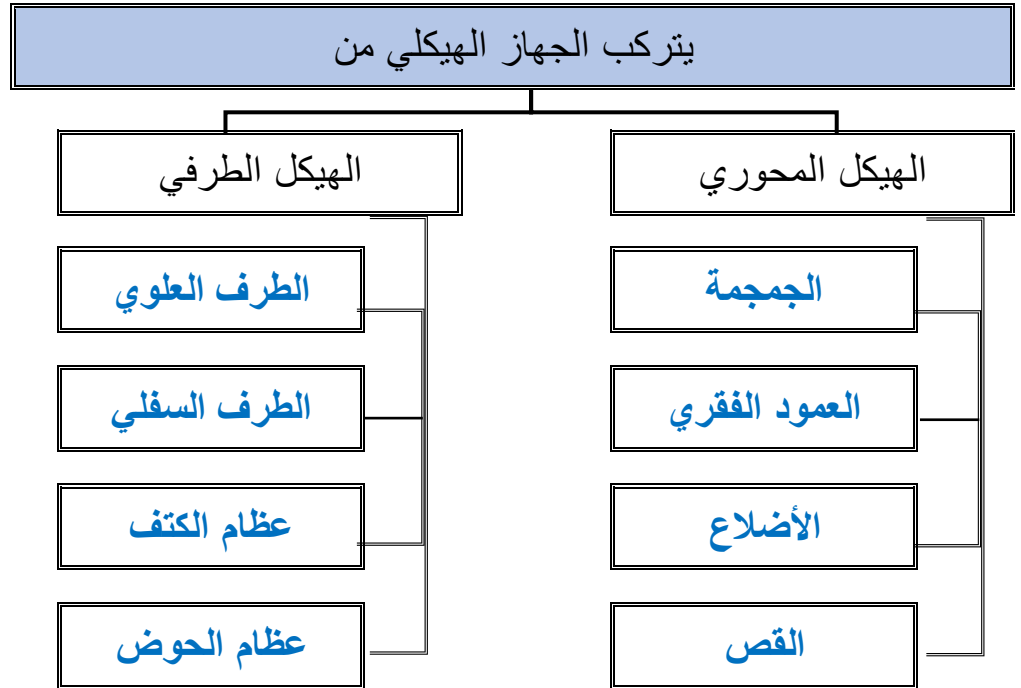 يتركب الجهاز الهيكلي من
الهيكل المحوري
الهيكل الطرفي
الجمجمة
الطرف العلوي
العمود الفقري
الطرف السفلي
الأضلاع
عظام الكتف
القص
عظام الحوض